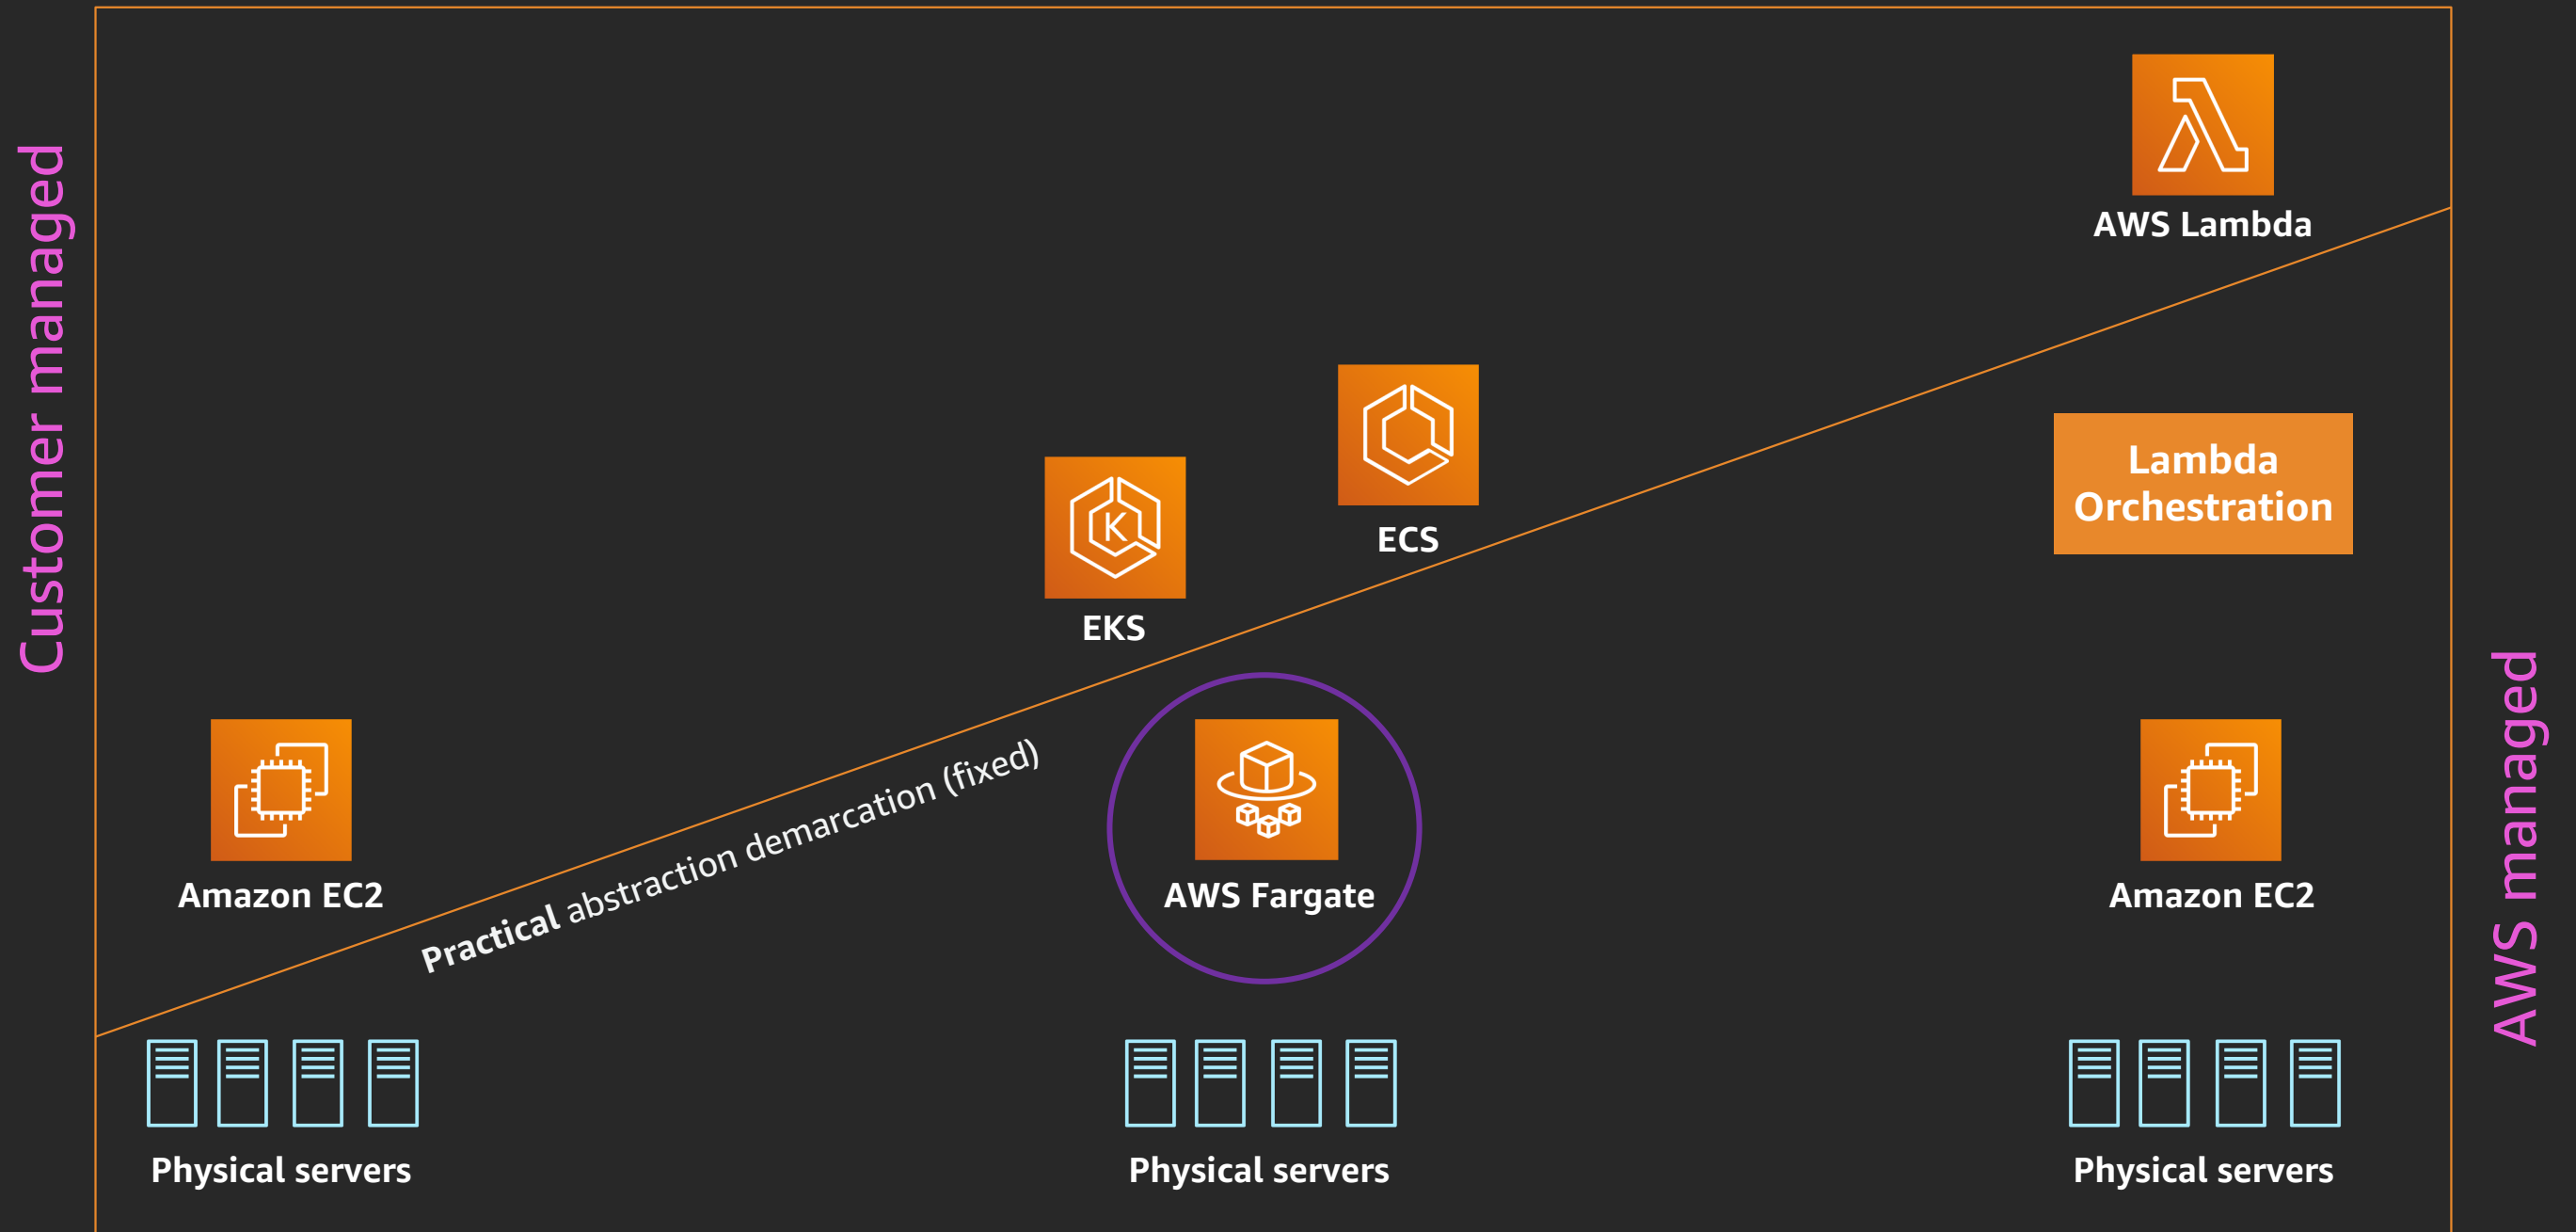 Customer managed
AWS Lambda
Lambda
Orchestration
ECS
K
EKS
AWS managed
Practical abstraction demarcation (fixed)
Amazon EC2
AWS Fargate
Amazon EC2
Physical servers
Physical servers
Physical servers